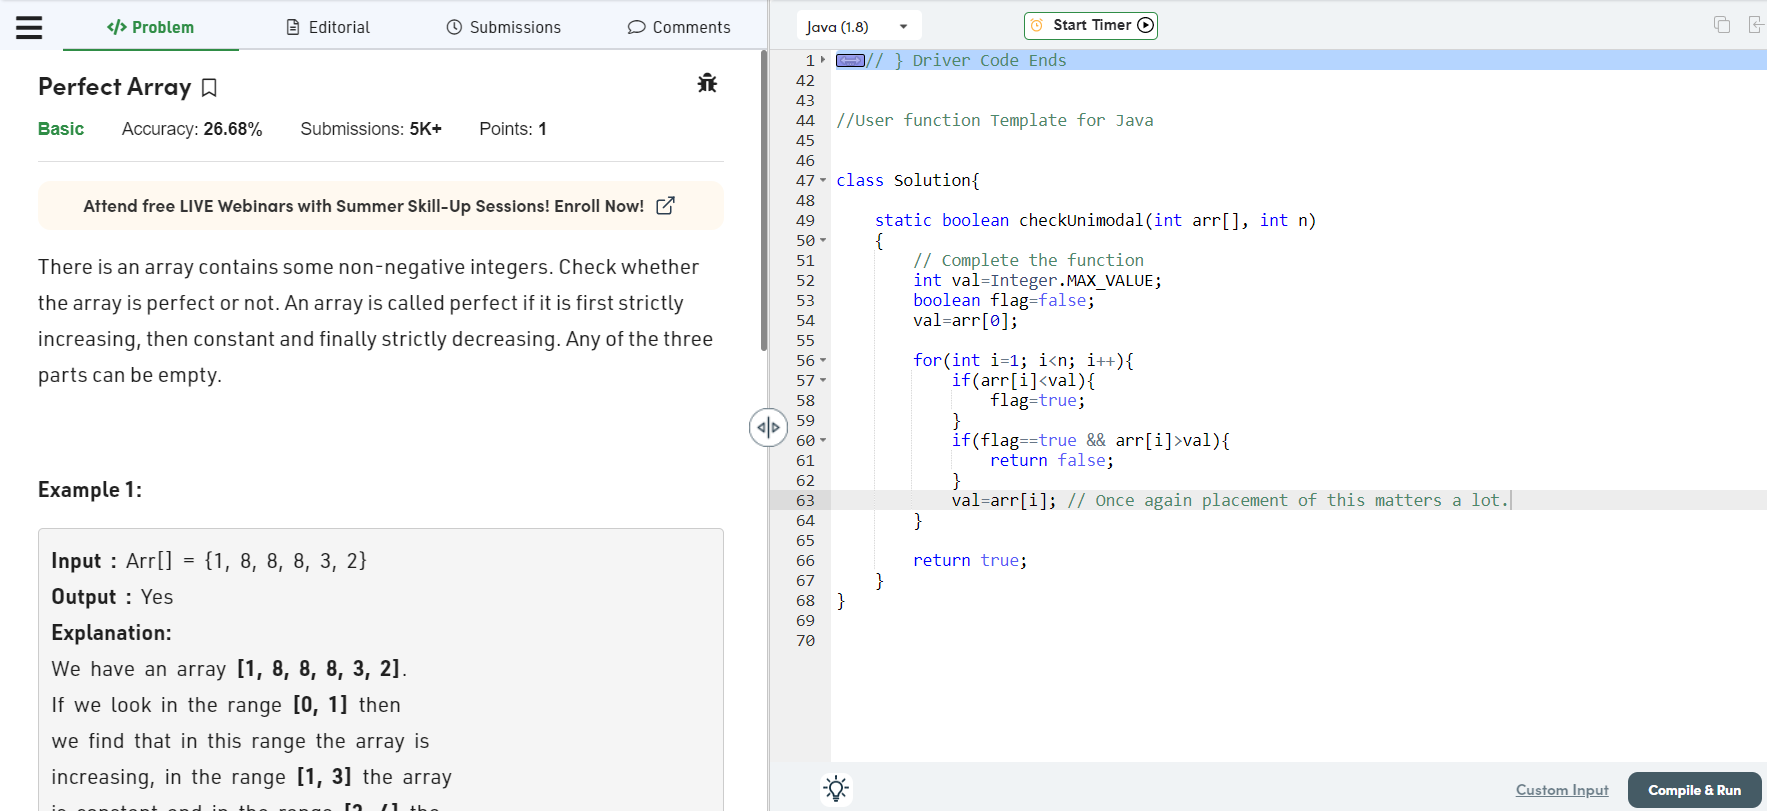 </> Problem
Editorial
Submissions
Comments
Perfect Array
Basic Accuracy: 26.68% Submissions: 5K+ Points: 1
Attend free LIVE Webinars with Summer Skill-Up Sessions! Enroll Now!
There is an array contains some non-negative integers. Check whether
the array is perfect or not. An array is called perfect if it is first strictly
increasing, then constant and finally strictly decreasing. Any of the three
parts can be empty.
Example 1:
Input : Arr[] = {1, 8, 8, 8, 3, 2}
Output : Yes
Explanation:
We have an array [1, 8, 8, 8, 3, 2].
If we look in the range [0, 1] then
we find that in this range the array is
increasing, in the range [1, 3] the array
Java (1.8)
Start Timer
1 // } Driver Code Ends
42
43
44 //User function Template for Java
45
46
47 class Solution{
48
49 static boolean checkUnimodal(int arr[], int n)
50 {
51 // Complete the function
52 int val=Integer.MAX_VALUE;
53 boolean flag=false;
54 val=arr[0];
55
56 for(int i=1; i<n; i++){
57 if(arr[i]<val){
58 flag=true;
59 }
60 if(flag==true && arr[i]>val){
61 return false;
62 }
63 val=arr[i]; // Once again placement of this matters a lot.
64 }
65
66 return true;
67 }
68 }
69
70
Custom Input
Compile & Run